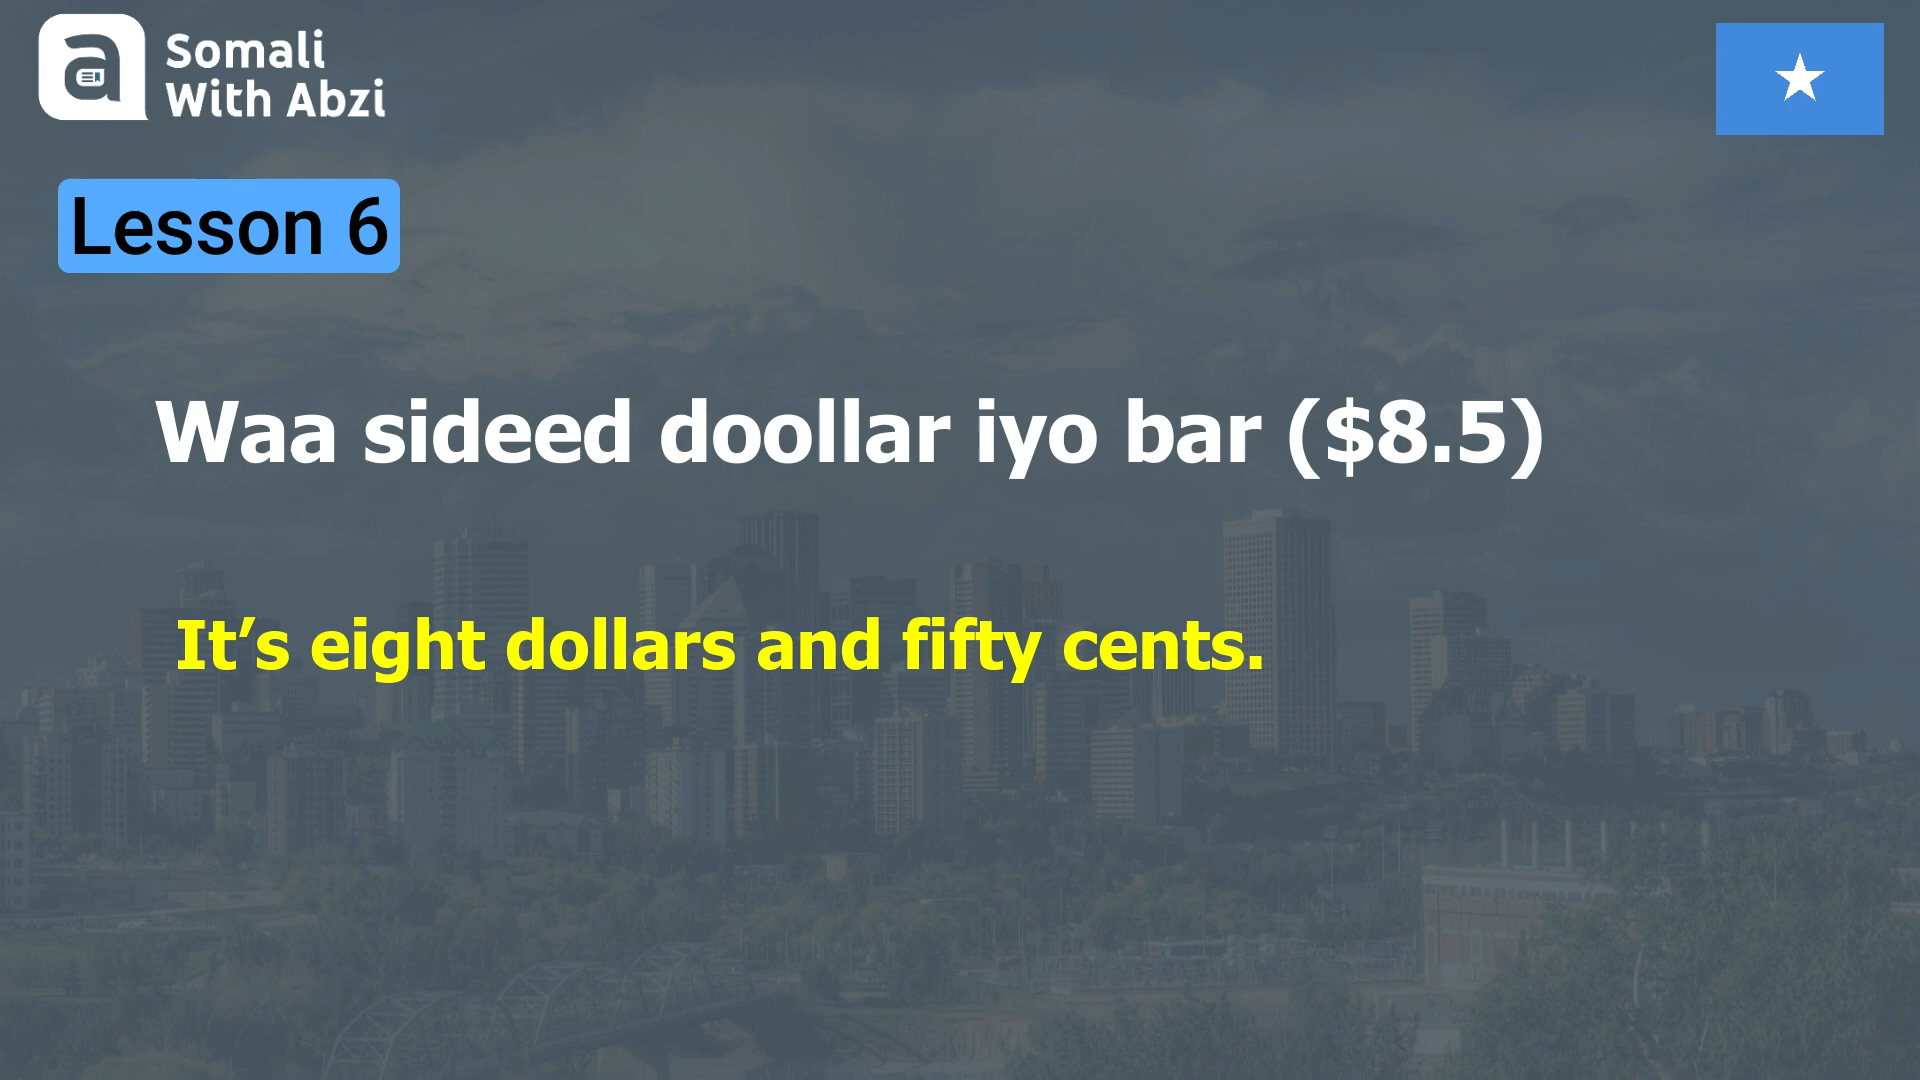 a
Somali
With Abzi
Lesson 6
Waa sideed doollar iyo bar ($8.5)
It’s eight dollars and fifty cents.